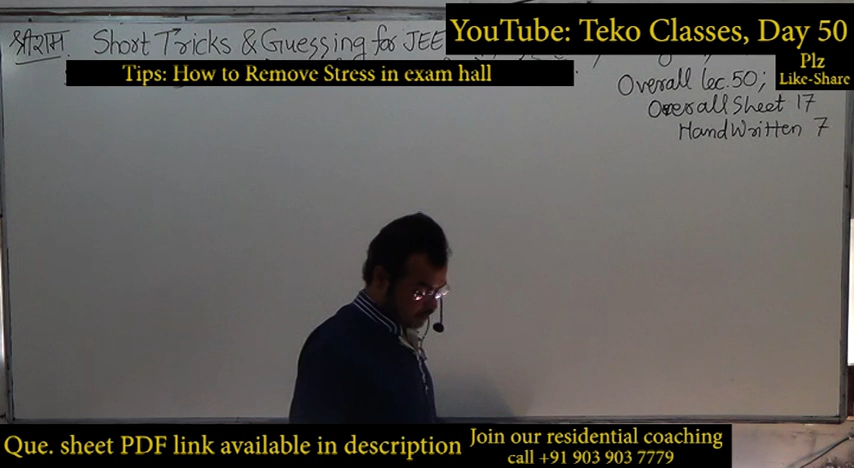 श्रीराम Short Tricks & Guessing for JEE
YouTube: Teko Classes, Day 50
Plz
Like-Share
Tips: How to Remove Stress in exam hall
Overall Lec. 50;
Overall Sheet 17
HandWritten 7
Que. sheet PDF link available in description
Join our residential coaching
call +91 903 903 7779